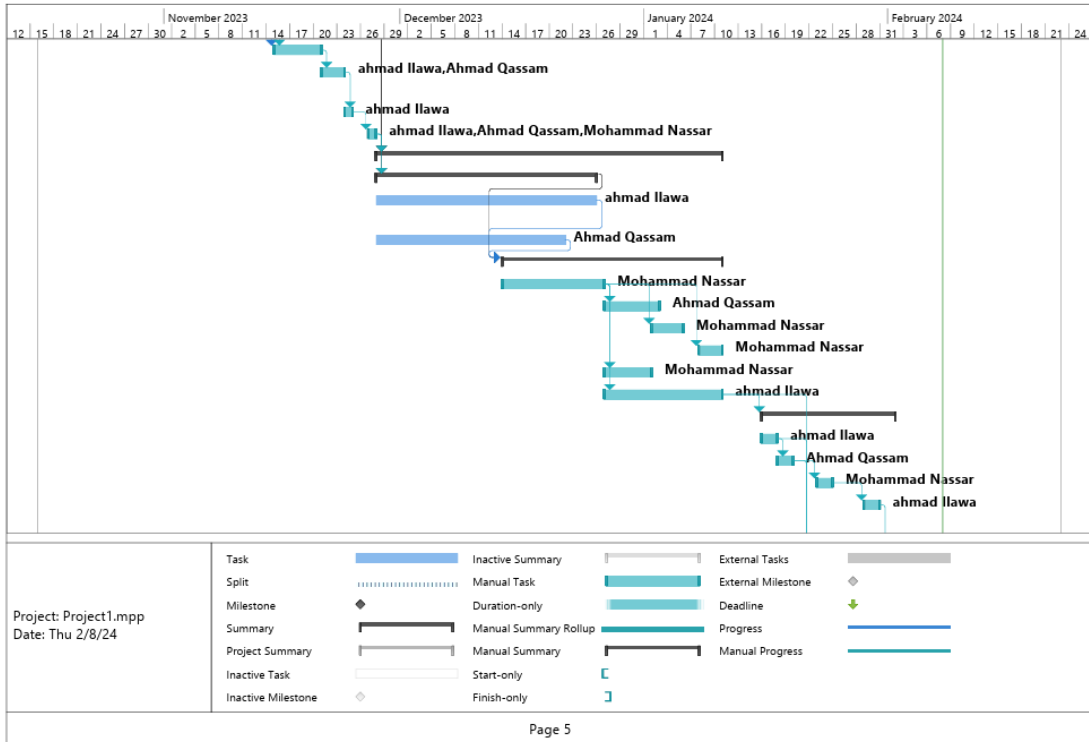 November 2023 December 2023 January 2024 February 2024
12 15 18 21 24 27 30 2 5 8 11 14 17 20 23 26 29 2 5 8 11 14 17 20 23 26 29 1 4 7 10 13 16 19 22 25 28 31 3 6 9 12 15 18 21 24
ahmad Ilawa,Ahmad Qassam
ahmad Ilawa
ahmad Ilawa,Ahmad Qassam,Mohammad Nassar
ahmad Ilawa
Ahmad Qassam
Mohammad Nassar
Ahmad Qassam
Mohammad Nassar
Mohammad Nassar
Mohammad Nassar
ahmad Ilawa
ahmad Ilawa
Ahmad Qassam
Mohammad Nassar
ahmad Ilawa
Project: Project1.mpp
Date: Thu 2/8/24
Task Inactive Summary External Tasks
Split Manual Task External Milestone
Milestone Duration-only Deadline
Summary Manual Summary Rollup Progress
Project Summary Manual Summary Manual Progress
Inactive Task Start-only
Inactive Milestone Finish-only
Page 5